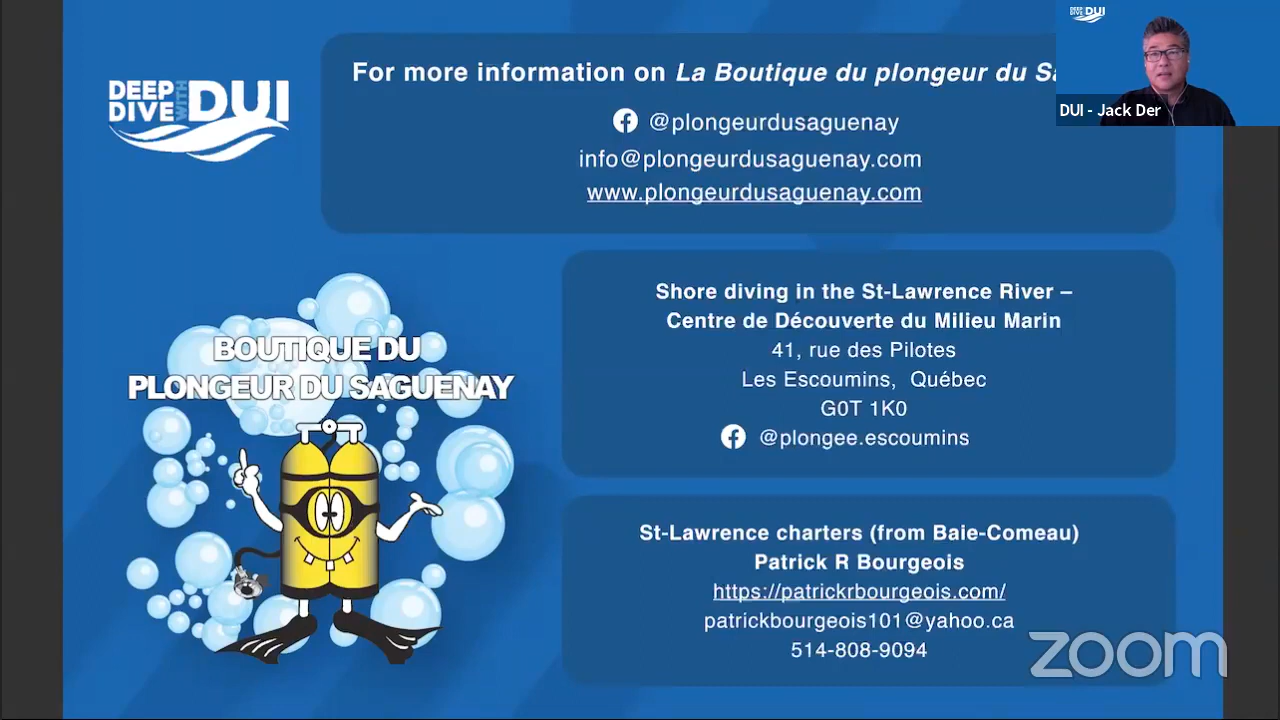 DEEP DIVE WITH DUI
For more information on La Boutique du plongeur du Sa
@plongeurdusaguenay
info@plongeurdusaguenay.com
www.plongeurdusaguenay.com
DEEP DIVE DUI
DUI - Jack Der
BOUTIQUE DU
PLONGEUR DU SAGUENAY
Shore diving in the St-Lawrence River –
Centre de Découverte du Milieu Marin
41, rue des Pilotes
Les Escoumins, Québec
G0T 1K0
@plongee.escoumins
St-Lawrence charters (from Baie-Comeau)
Patrick R Bourgeois
https://patrickrbourgeois.com/
patrickbourgeois101@yahoo.ca
514-808-9094
zoom